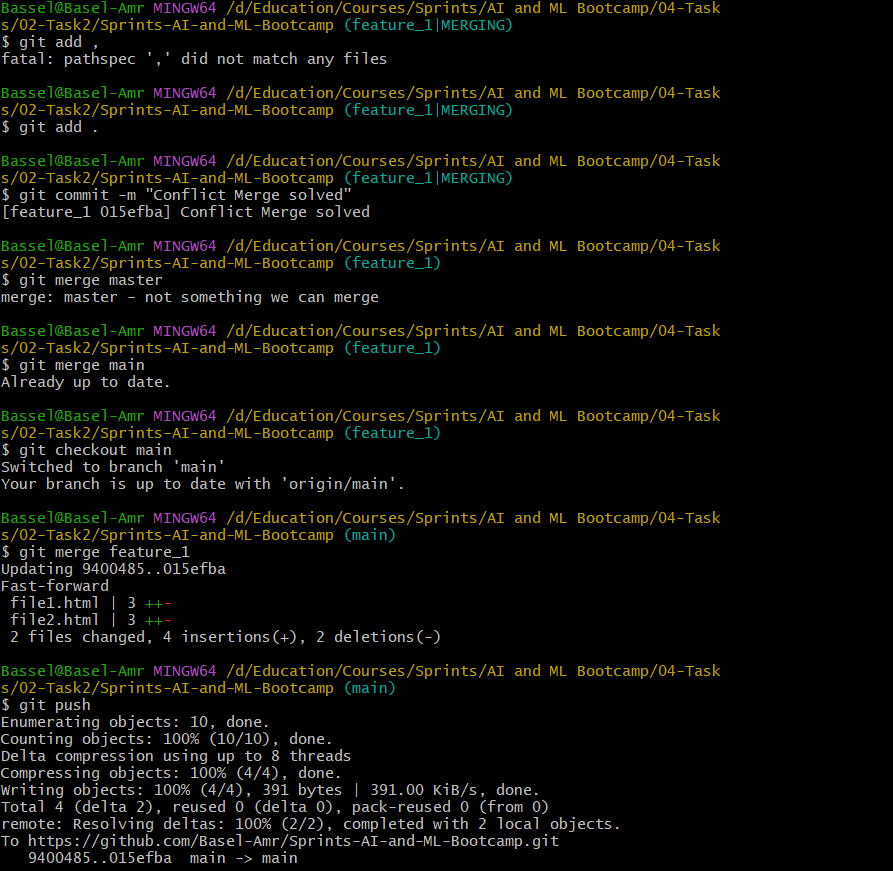 Bassel@Basel-Amr MINGW64 /d/Education/Courses/Sprints/AI and ML Bootcamp/04-Task
s/02-Task2/Sprints-AI-and-ML-Bootcamp (feature_1|MERGING)
$ git add ,
fatal: pathspec ',' did not match any files
Bassel@Basel-Amr MINGW64 /d/Education/Courses/Sprints/AI and ML Bootcamp/04-Task
s/02-Task2/Sprints-AI-and-ML-Bootcamp (feature_1|MERGING)
$ git add .
Bassel@Basel-Amr MINGW64 /d/Education/Courses/Sprints/AI and ML Bootcamp/04-Task
s/02-Task2/Sprints-AI-and-ML-Bootcamp (feature_1|MERGING)
$ git commit -m "Conflict Merge solved"
[feature_1 015efba] Conflict Merge solved
Bassel@Basel-Amr MINGW64 /d/Education/Courses/Sprints/AI and ML Bootcamp/04-Task
s/02-Task2/Sprints-AI-and-ML-Bootcamp (feature_1)
$ git merge master
merge: master - not something we can merge
Bassel@Basel-Amr MINGW64 /d/Education/Courses/Sprints/AI and ML Bootcamp/04-Task
s/02-Task2/Sprints-AI-and-ML-Bootcamp (feature_1)
$ git merge main
Already up to date.
Bassel@Basel-Amr MINGW64 /d/Education/Courses/Sprints/AI and ML Bootcamp/04-Task
s/02-Task2/Sprints-AI-and-ML-Bootcamp (feature_1)
$ git checkout main
Switched to branch 'main'
Your branch is up to date with 'origin/main'.
Bassel@Basel-Amr MINGW64 /d/Education/Courses/Sprints/AI and ML Bootcamp/04-Task
s/02-Task2/Sprints-AI-and-ML-Bootcamp (main)
$ git merge feature_1
Updating 9400485..015efba
Fast-forward
 file1.html | 3 ++-
 file2.html | 3 ++-
 2 files changed, 4 insertions(+), 2 deletions(-)
Bassel@Basel-Amr MINGW64 /d/Education/Courses/Sprints/AI and ML Bootcamp/04-Task
s/02-Task2/Sprints-AI-and-ML-Bootcamp (main)
$ git push
Enumerating objects: 10, done.
Counting objects: 100% (10/10), done.
Delta compression using up to 8 threads
Compressing objects: 100% (4/4), done.
Writing objects: 100% (4/4), 391 bytes | 391.00 KiB/s, done.
Total 4 (delta 2), reused 0 (delta 0), pack-reused 0 (from 0)
remote: Resolving deltas: 100% (2/2), completed with 2 local objects.
To https://github.com/Basel-Amr/Sprints-AI-and-ML-Bootcamp.git
   9400485..015efba  main -> main